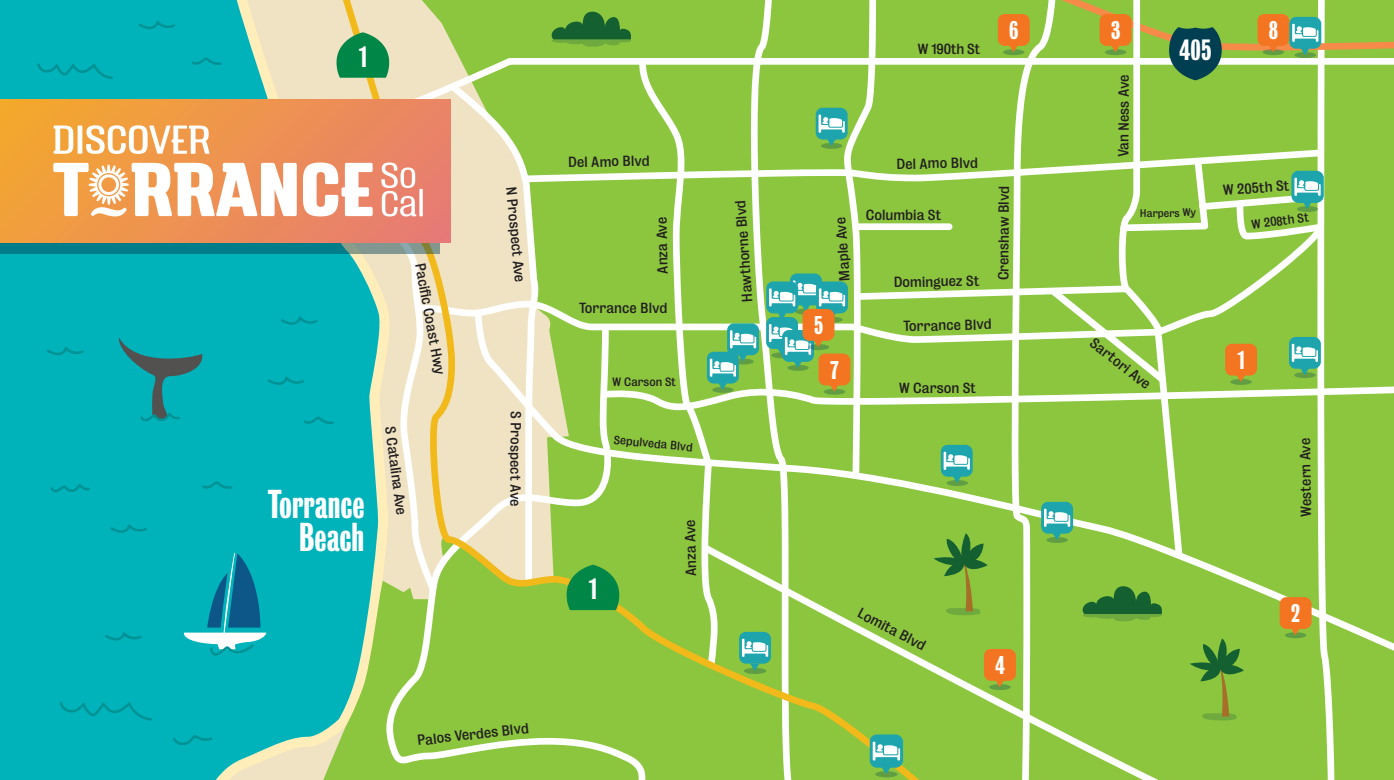 1
6
3
8
405
W 190th St
DISCOVER
TORRANCE
So
Cal
Van Ness Ave
Del Amo Blvd
Del Amo Blvd
W 205th St
Harpers Wy
W 208th St
Columbia St
N Prospect Ave
Anza Ave
Hawthorne Blvd
Maple Ave
Crenshaw Blvd
Pacific Coast Hwy
Dominguez St
Torrance Blvd
5
Torrance Blvd
Sartori Ave
1
7
W Carson St
W Carson St
S Catalina Ave
S Prospect Ave
Sepulveda Blvd
Western Ave
Torrance
Beach
Anza Ave
1
Lomita Blvd
2
4
Palos Verdes Blvd